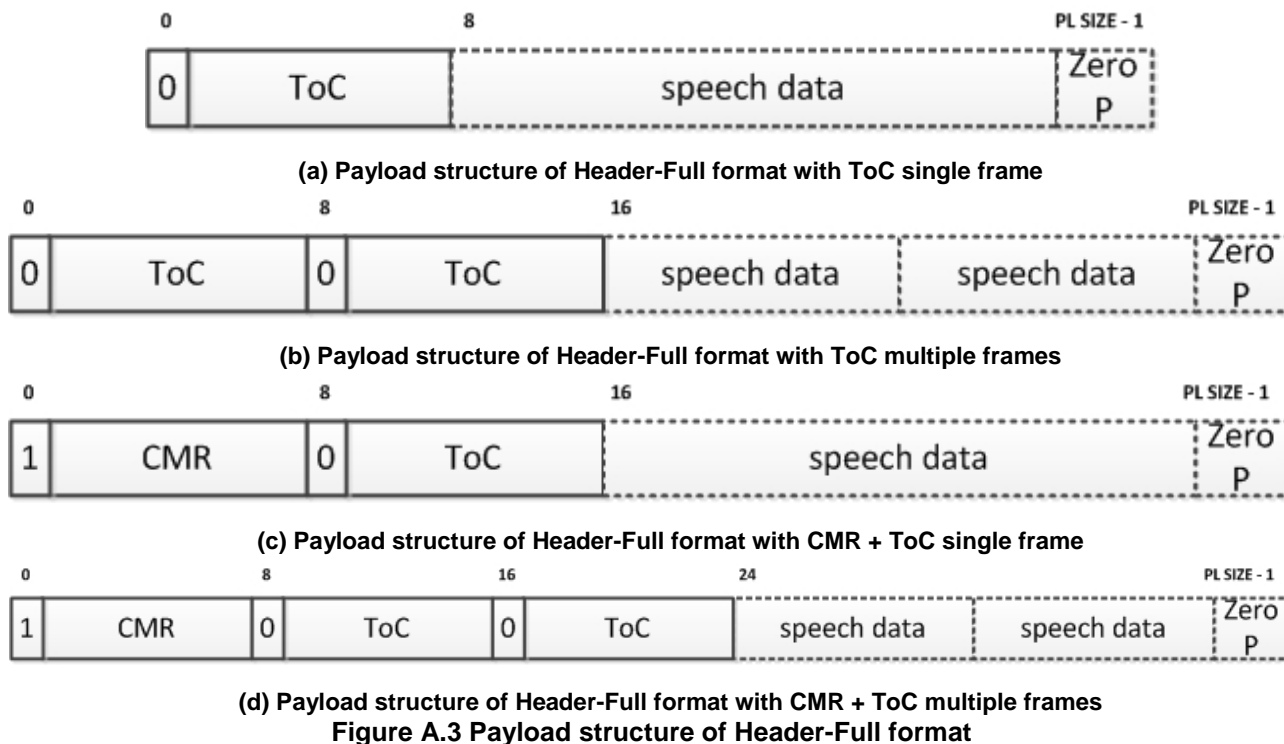 0 8 PL SIZE - 1
0 ToC speech data Zero P
(a) Payload structure of Header-Full format with ToC single frame
0 8 16 PL SIZE - 1
0 ToC 0 ToC speech data speech data Zero P
(b) Payload structure of Header-Full format with ToC multiple frames
0 8 16 PL SIZE - 1
1 CMR 0 ToC speech data Zero P
(c) Payload structure of Header-Full format with CMR + ToC single frame
0 8 16 24 PL SIZE - 1
1 CMR 0 ToC 0 ToC speech data speech data Zero P
(d) Payload structure of Header-Full format with CMR + ToC multiple frames
Figure A.3 Payload structure of Header-Full format